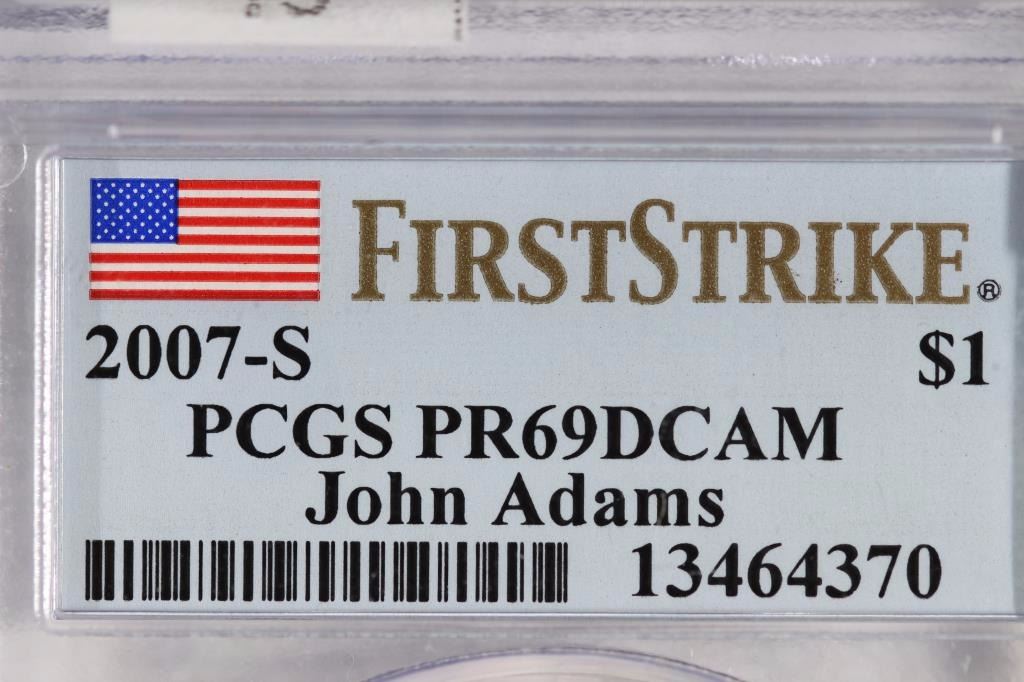 FIRSTSTRIKE®
2007-S $1
PCGS PR69DCAM
John Adams
13464370